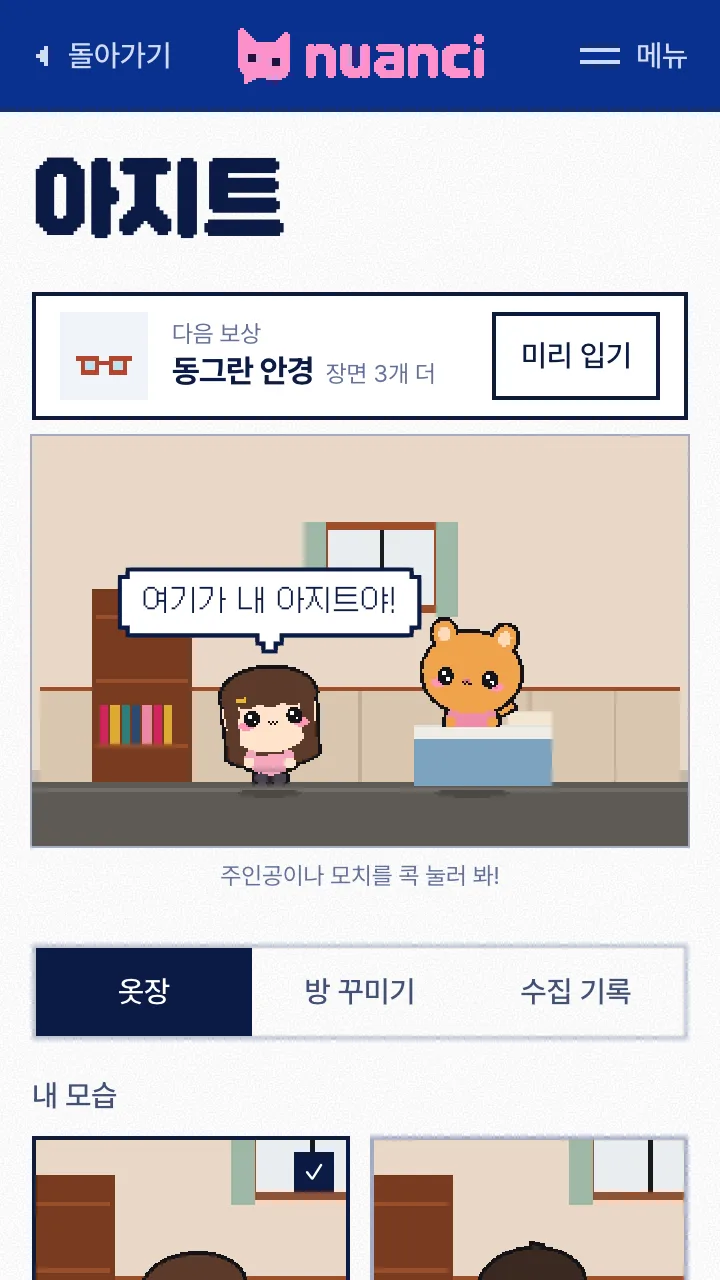 돌아가기
nuanci
메뉴
아지트
다음 보상
동그란 안경 장면 3개 더
미리 입기
여기가 내 아지트야!
주인공이나 모치를 콕 눌러 봐!
옷장
방 꾸미기
수집 기록
내 모습